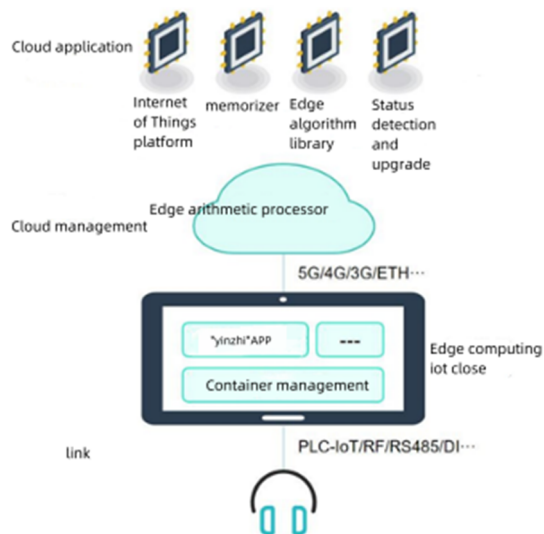 Cloud application
Internet
of Things
platform
memorizer
Edge
algorithm
library
Status
detection
and
upgrade
Edge arithmetic processor
Cloud management
5G/4G/3G/ETH···
"yinzhi"APP
---
Edge computing
iot close
Container management
link
PLC-IoT/RF/RS485/DI···